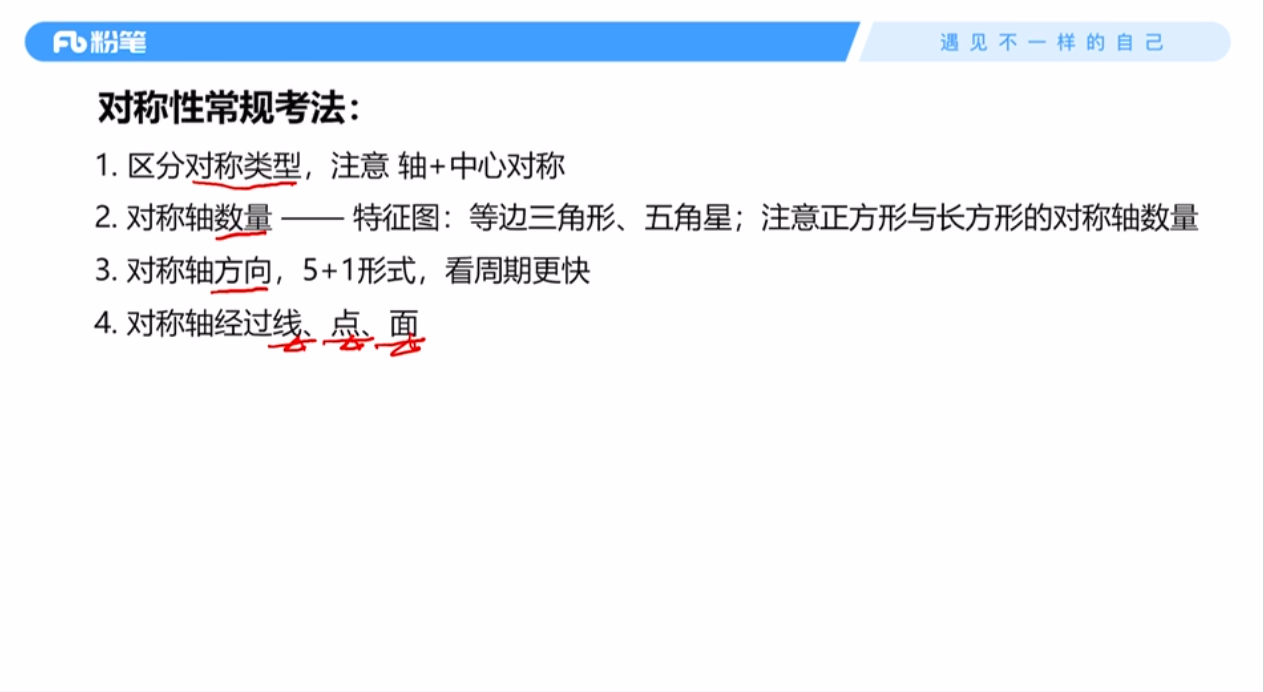 粉笔
遇见不一样的自己
对称性常规考法：
1. 区分对称类型，注意 轴+中心对称
2. 对称轴数量 —— 特征图：等边三角形、五角星；注意正方形与长方形的对称轴数量
3. 对称轴方向，5+1形式，看周期更快
4. 对称轴经过线、点、面